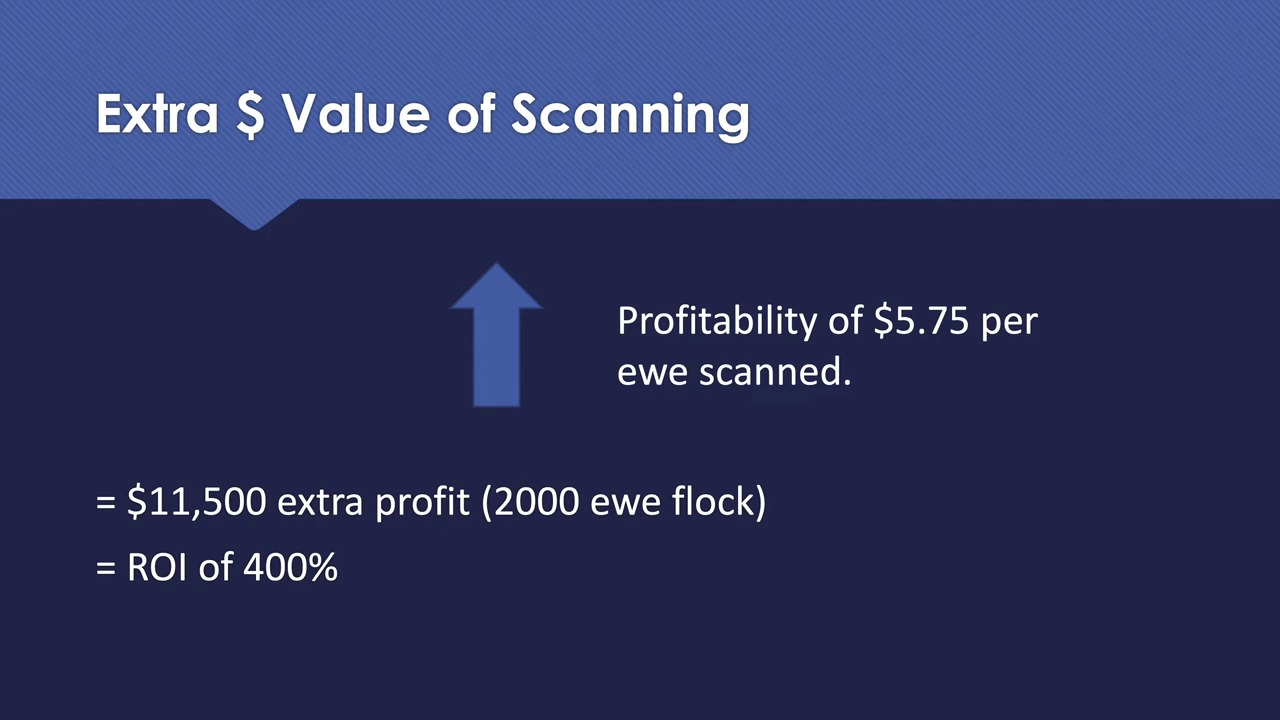 Extra $ Value of Scanning
Profitability of $5.75 per
ewe scanned.
= $11,500 extra profit (2000 ewe flock)
= ROI of 400%